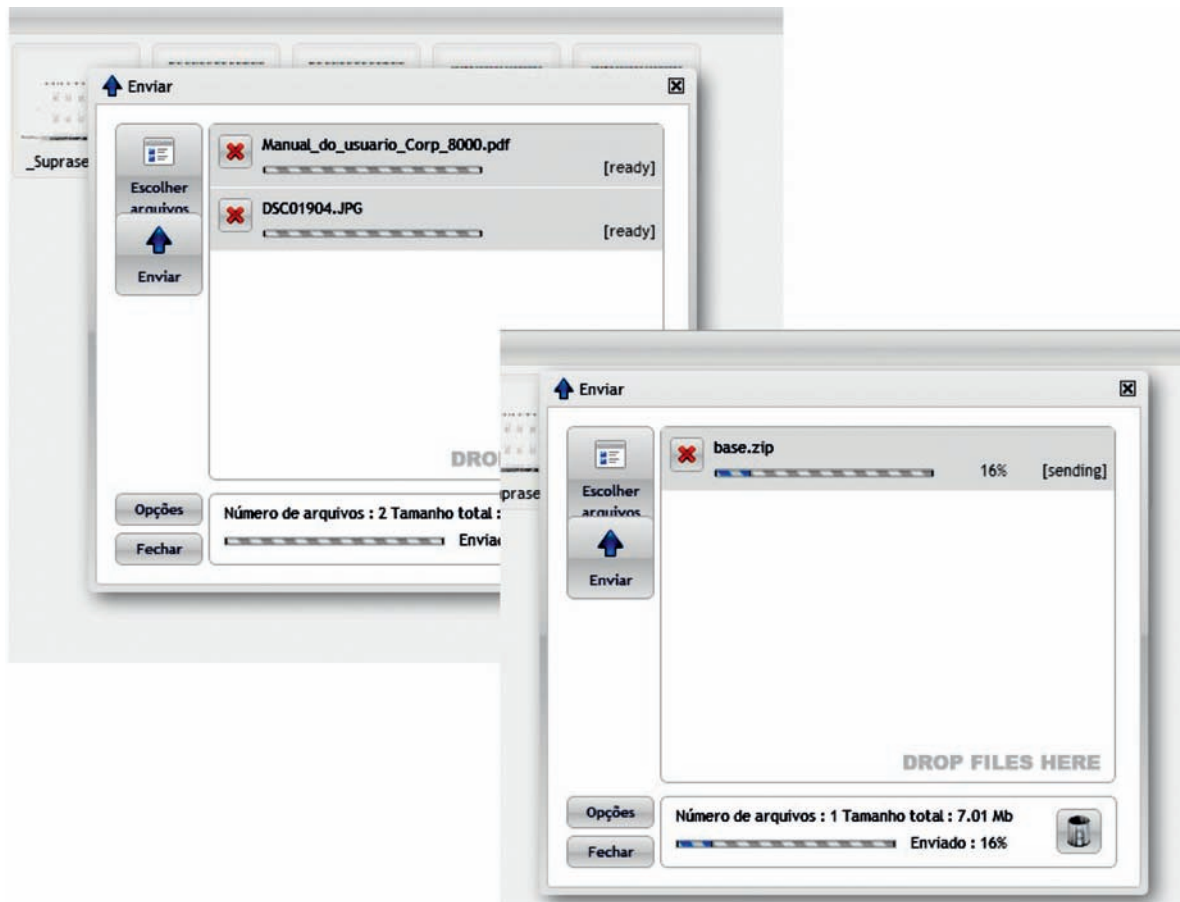 Enviar
_Suprase
Escolher
arquivos
Enviar
Manual_do_usuario_Corp_8000.pdf
[ready]
DSC01904.JPG
[ready]
DRO
Opções
Fechar
Número de arquivos : 2 Tamanho total :
Enviad
Enviar
prase
Escolher
arquivos
Enviar
base.zip
16% [sending]
DROP FILES HERE
Opções
Fechar
Número de arquivos : 1 Tamanho total : 7.01 Mb
Enviado : 16%